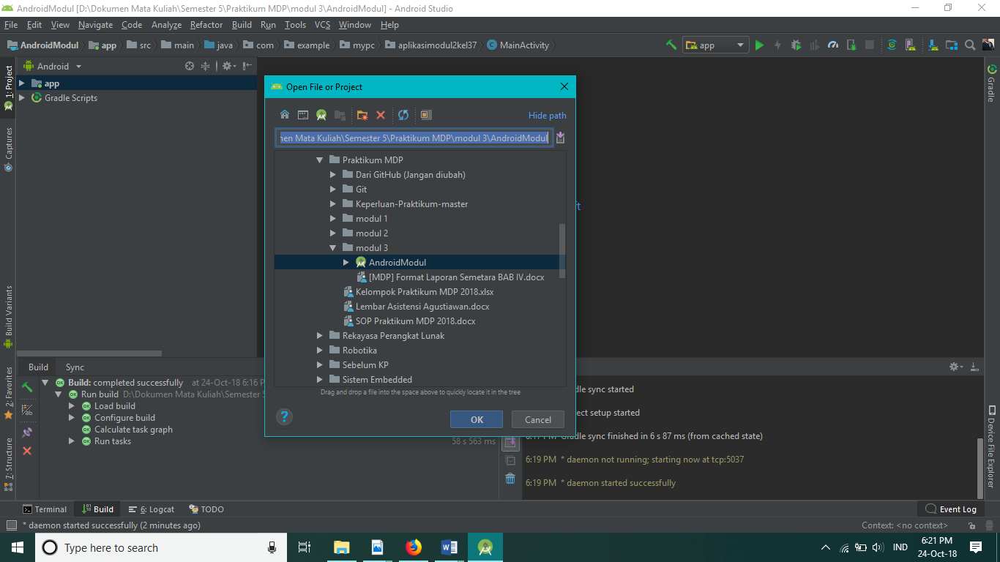 AndroidModul [D:\Dokumen Mata Kuliah\Semester 5\Praktikum MDP\modul 3\AndroidModul] - Android Studio
File Edit View Navigate Code Analyze Refactor Build Run Tools VCS Window Help
AndroidModul app src main java com example mypc aplikasimodul2kel37 MainActivity app
1: Project
Captures
Build Variants
2: Favorites
7: Structure
Android
app
Gradle Scripts
Open File or Project
Hide path
Mata Kuliah\Semester 5\Praktikum MDP\modul 3\AndroidModul
Praktikum MDP
Dari GitHub (Jangan diubah)
Git
Keperluan-Praktikum-master
modul 1
modul 2
modul 3
AndroidModul
[MDP] Format Laporan Semetara BAB IV.docx
Kelompok Praktikum MDP 2018.xlsx
Lembar Asistensi Agustiawan.docx
SOP Praktikum MDP 2018.docx
Rekayasa Perangkat Lunak
Robotika
Sebelum KP
Sistem Embedded
Drag and drop a file into the space above to quickly locate it in the tree
?
OK Cancel
Gradle
Device File Explorer
Build Sync
Build: completed successfully at 24-Oct-18 6:16 P
Run build D:\Dokumen Mata Kuliah\Semester 5
Load build
Configure build
Calculate task graph
Run tasks
58 s 563 ms
sync started
setup started
Gradle sync finished in 6 s 87 ms (from cached state)
6:19 PM * daemon not running; starting now at tcp:5037
6:19 PM * daemon started successfully
Terminal Build 6: Logcat TODO Event Log
* daemon started successfully (2 minutes ago) Context: <no context>
Type here to search
IND
6:21 PM
24-Oct-18